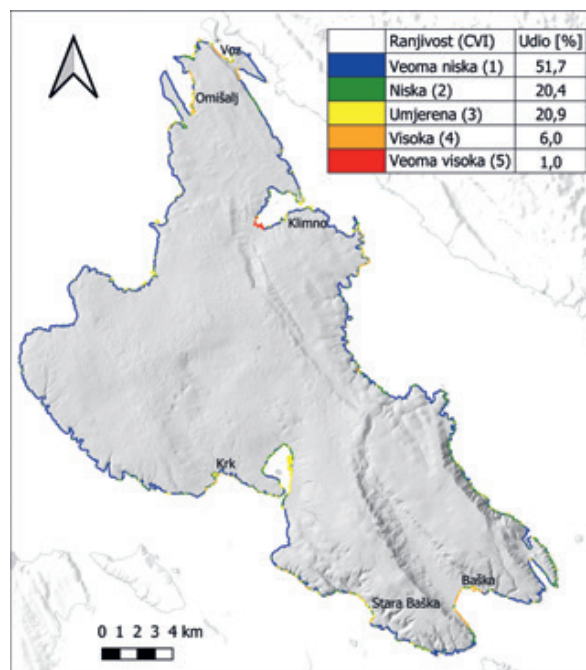 Ranjivost (CVI) Udio [%]
Veoma niska (1) 51,7
Niska (2) 20,4
Umjerena (3) 20,9
Visoka (4) 6,0
Veoma visoka (5) 1,0
Voz
Omišalj
Klimno
Krk
Baška
Stara Baška
0 1 2 3 4 km